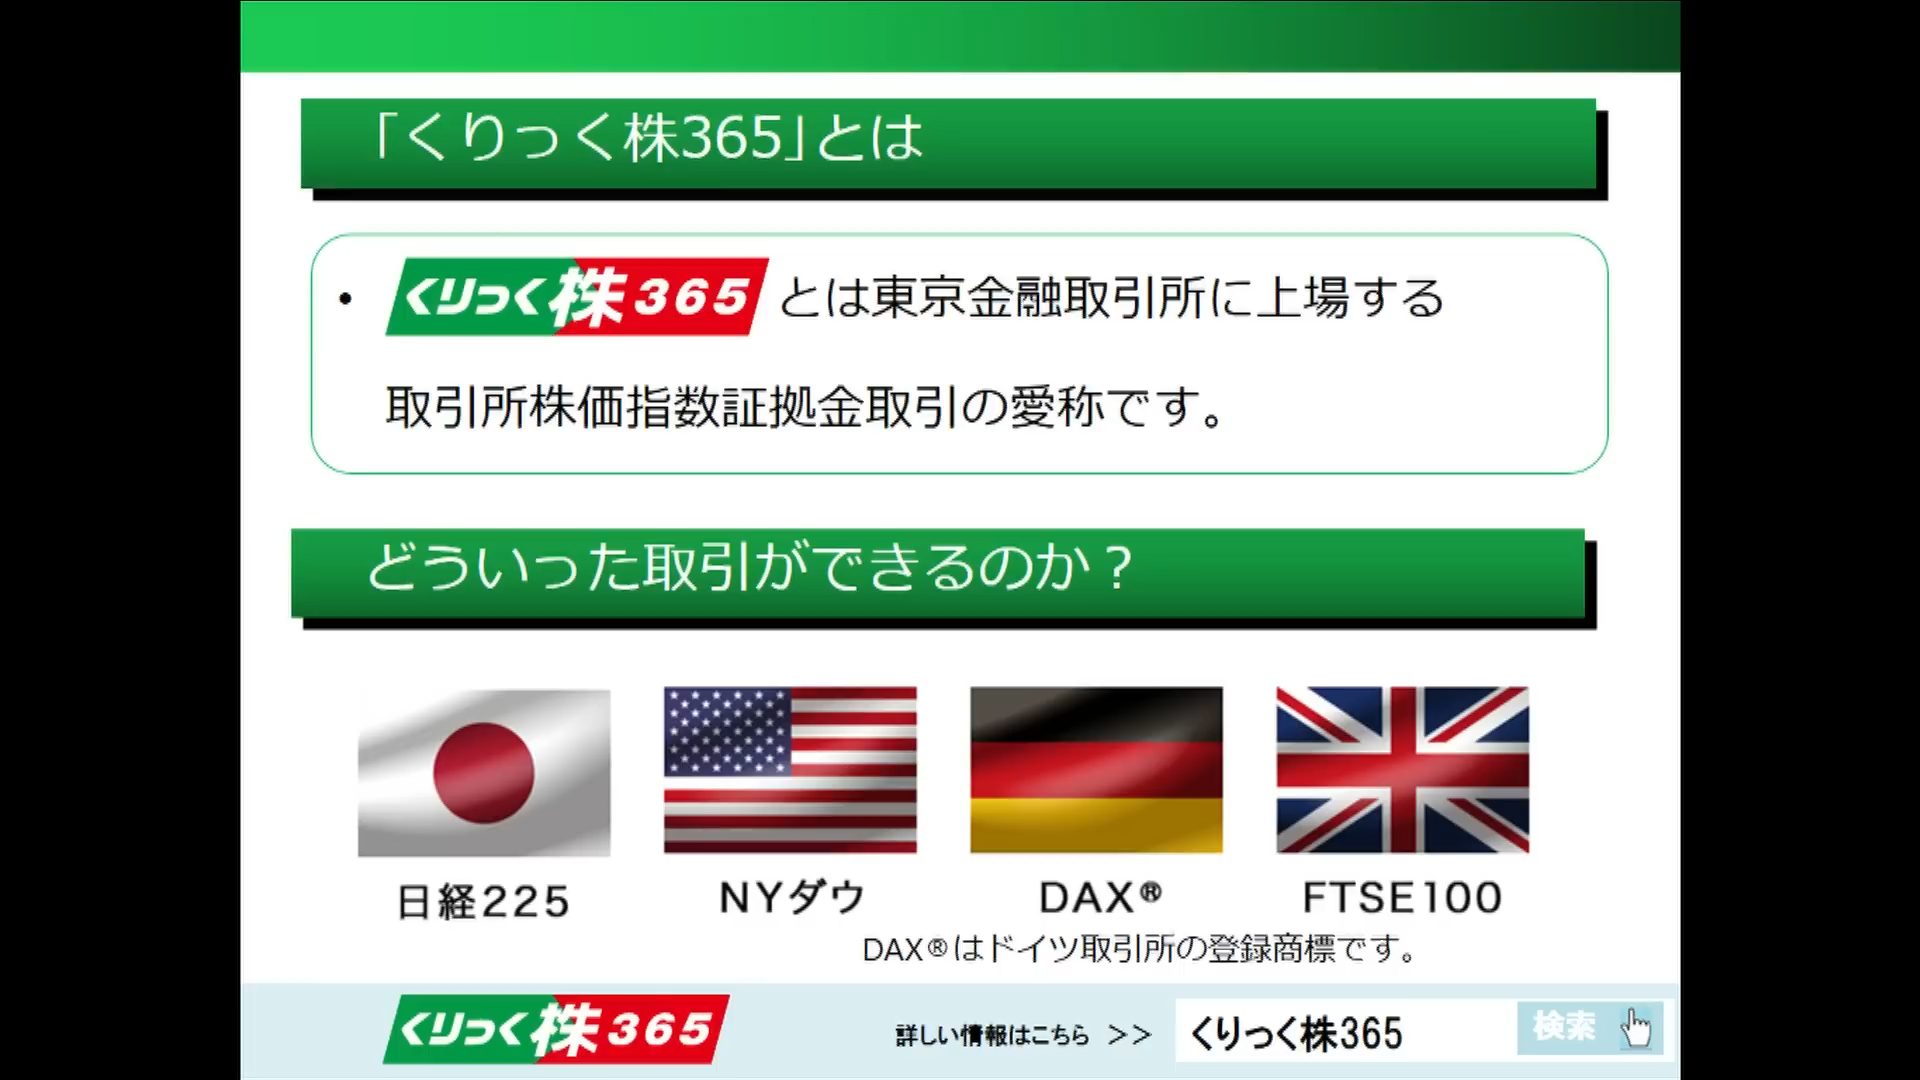 「くりっく株365」とは
• くりっく株365 とは東京金融取引所に上場する
取引所株価指数証拠金取引の愛称です。
どういった取引ができるのか？
日経225 NYダウ DAX® FTSE100
DAX®はドイツ取引所の登録商標です。
くりっく株365 詳しい情報はこちら >> くりっく株365 検索